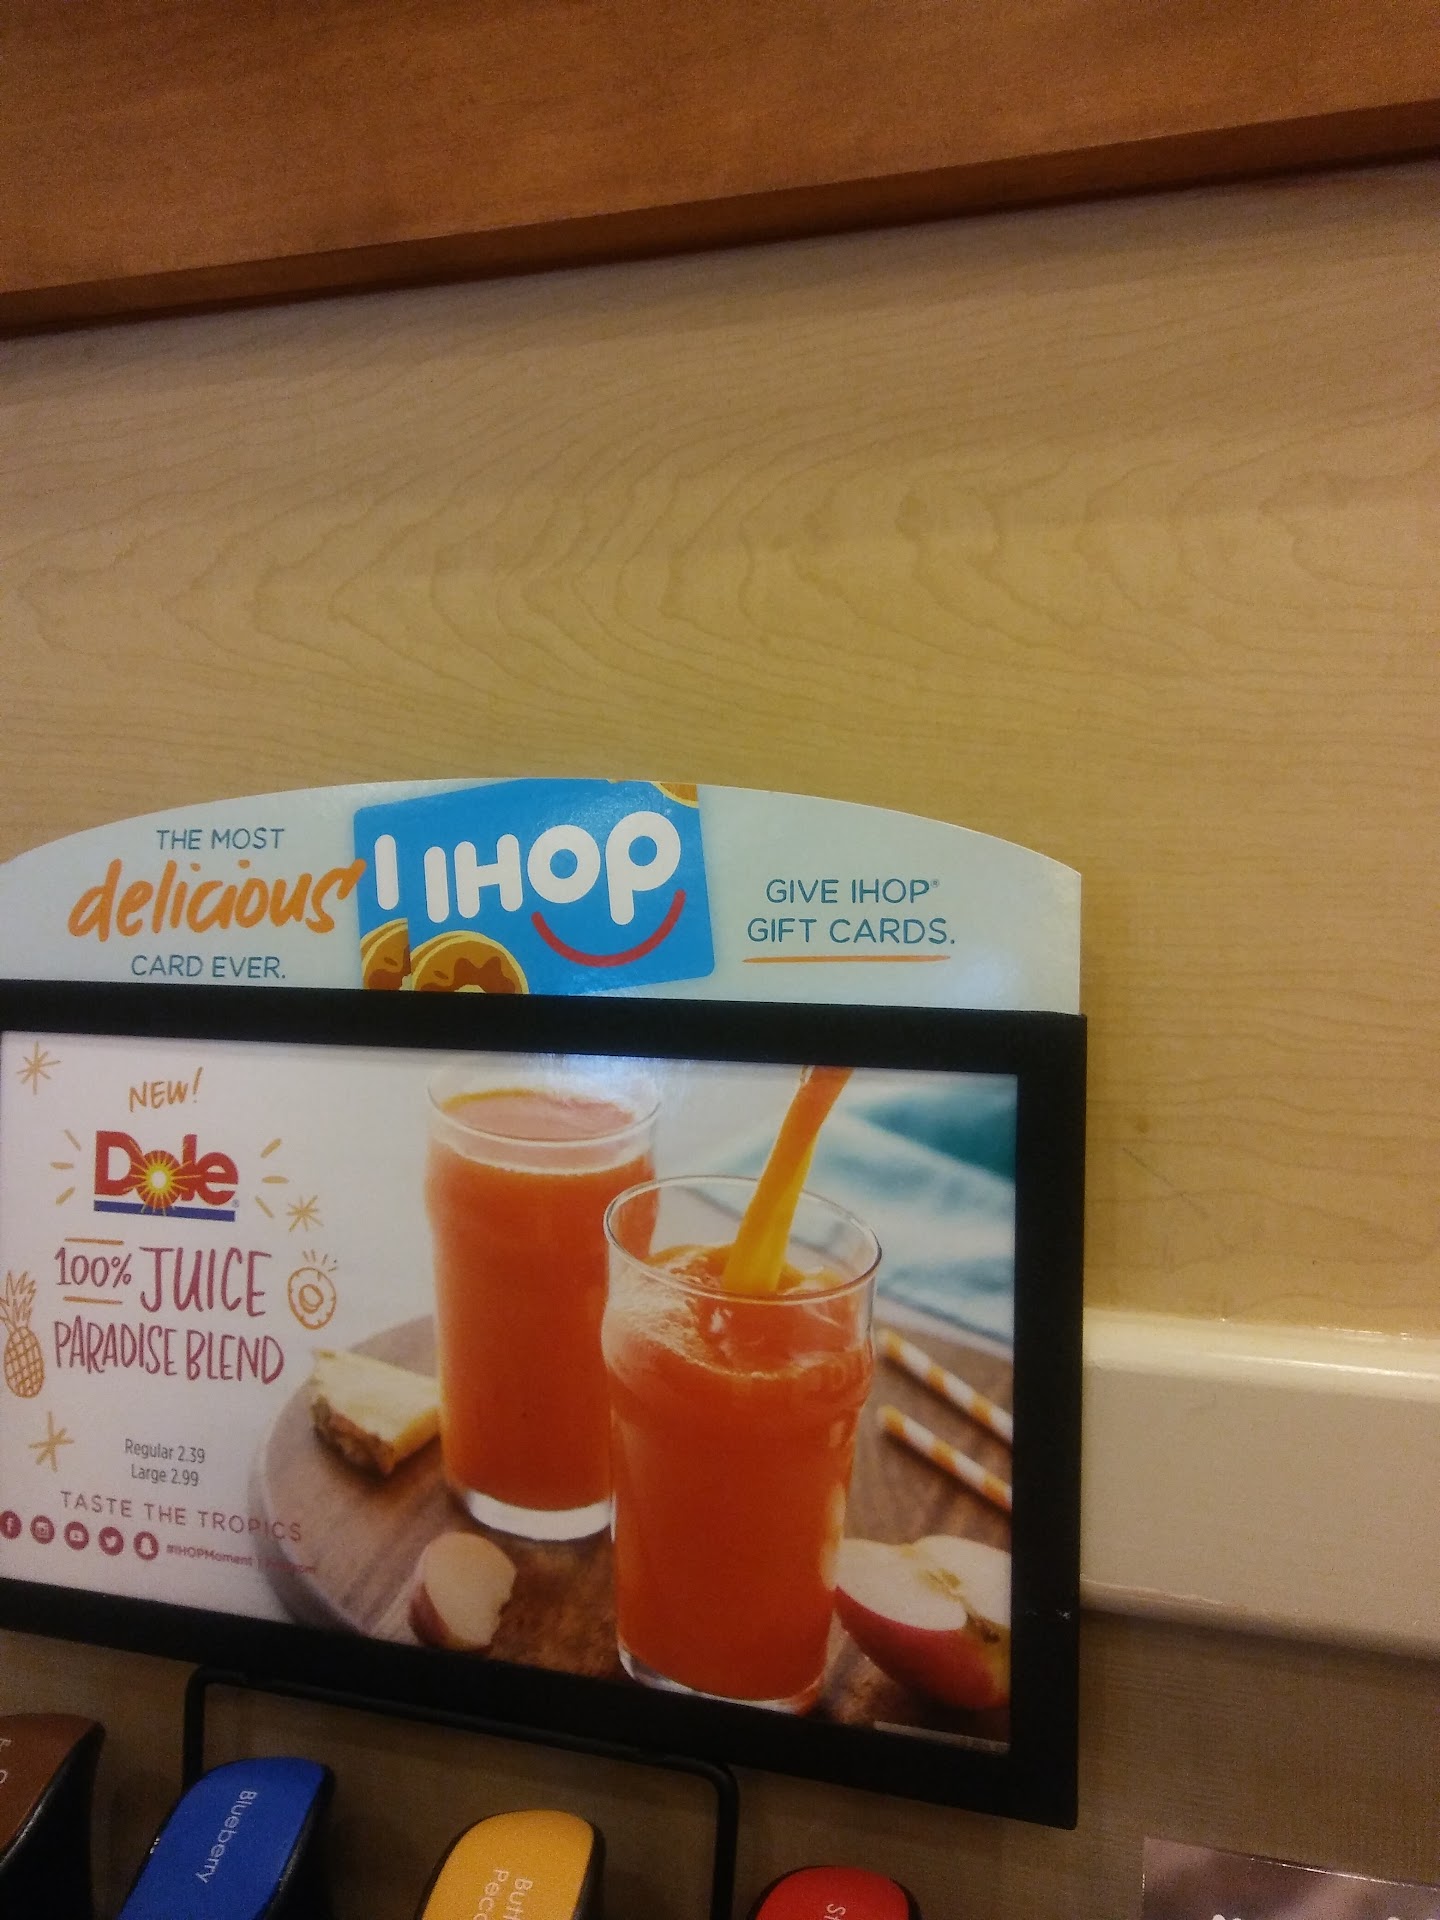 THE MOST
delicious
CARD EVER.
I IHOP
GIVE IHOP®
GIFT CARDS.
NEW!
Dole
100% JUICE
PARADISE BLEND
Regular 2.39
Large 2.99
TASTE THE TROPICS
#IHOPMoment |
Blueberry